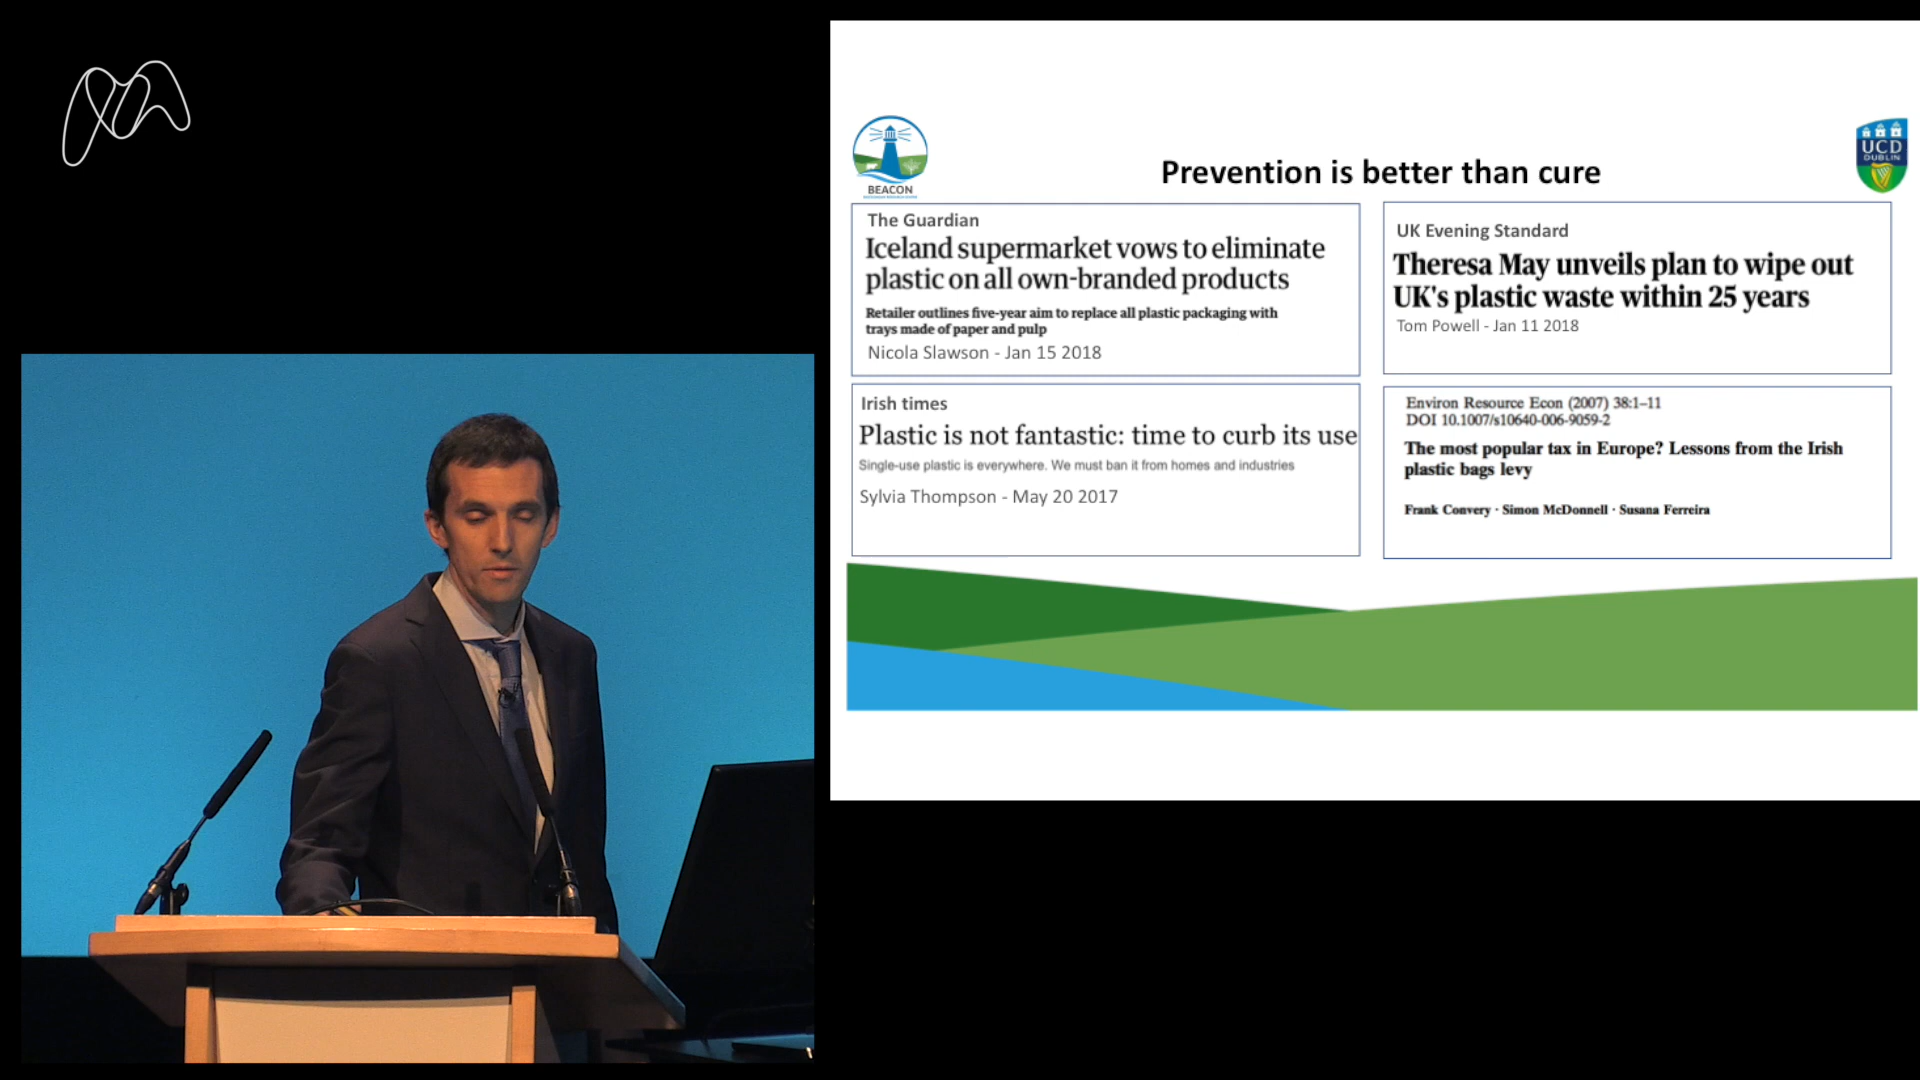 BEACON
UCD
DUBLIN
Prevention is better than cure
The Guardian
Iceland supermarket vows to eliminate
plastic on all own-branded products
Retailer outlines five-year aim to replace all plastic packaging with
trays made of paper and pulp
Nicola Slawson - Jan 15 2018
UK Evening Standard
Theresa May unveils plan to wipe out
UK's plastic waste within 25 years
Tom Powell - Jan 11 2018
Irish times
Plastic is not fantastic: time to curb its use
Single-use plastic is everywhere. We must ban it from homes and industries
Sylvia Thompson - May 20 2017
Environ Resource Econ (2007) 38:1–11
DOI 10.1007/s10640-006-9059-2
The most popular tax in Europe? Lessons from the Irish
plastic bags levy
Frank Convery · Simon McDonnell · Susana Ferreira